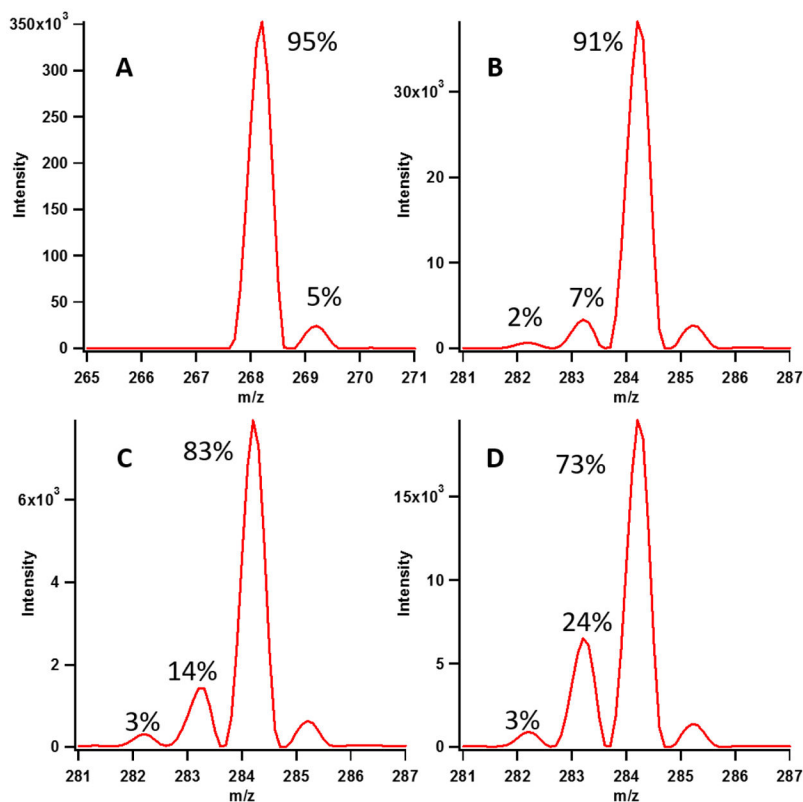 350x10³
300
250
200
150
100
50
0
Intensity
A
95%
5%
265 266 267 268 269 270 271
m/z
30x10³
20
10
0
Intensity
B
91%
7%
2%
281 282 283 284 285 286 287
m/z
6x10³
4
2
0
Intensity
C
83%
14%
3%
281 282 283 284 285 286 287
m/z
15x10³
10
5
0
Intensity
D
73%
24%
3%
281 282 283 284 285 286 287
m/z